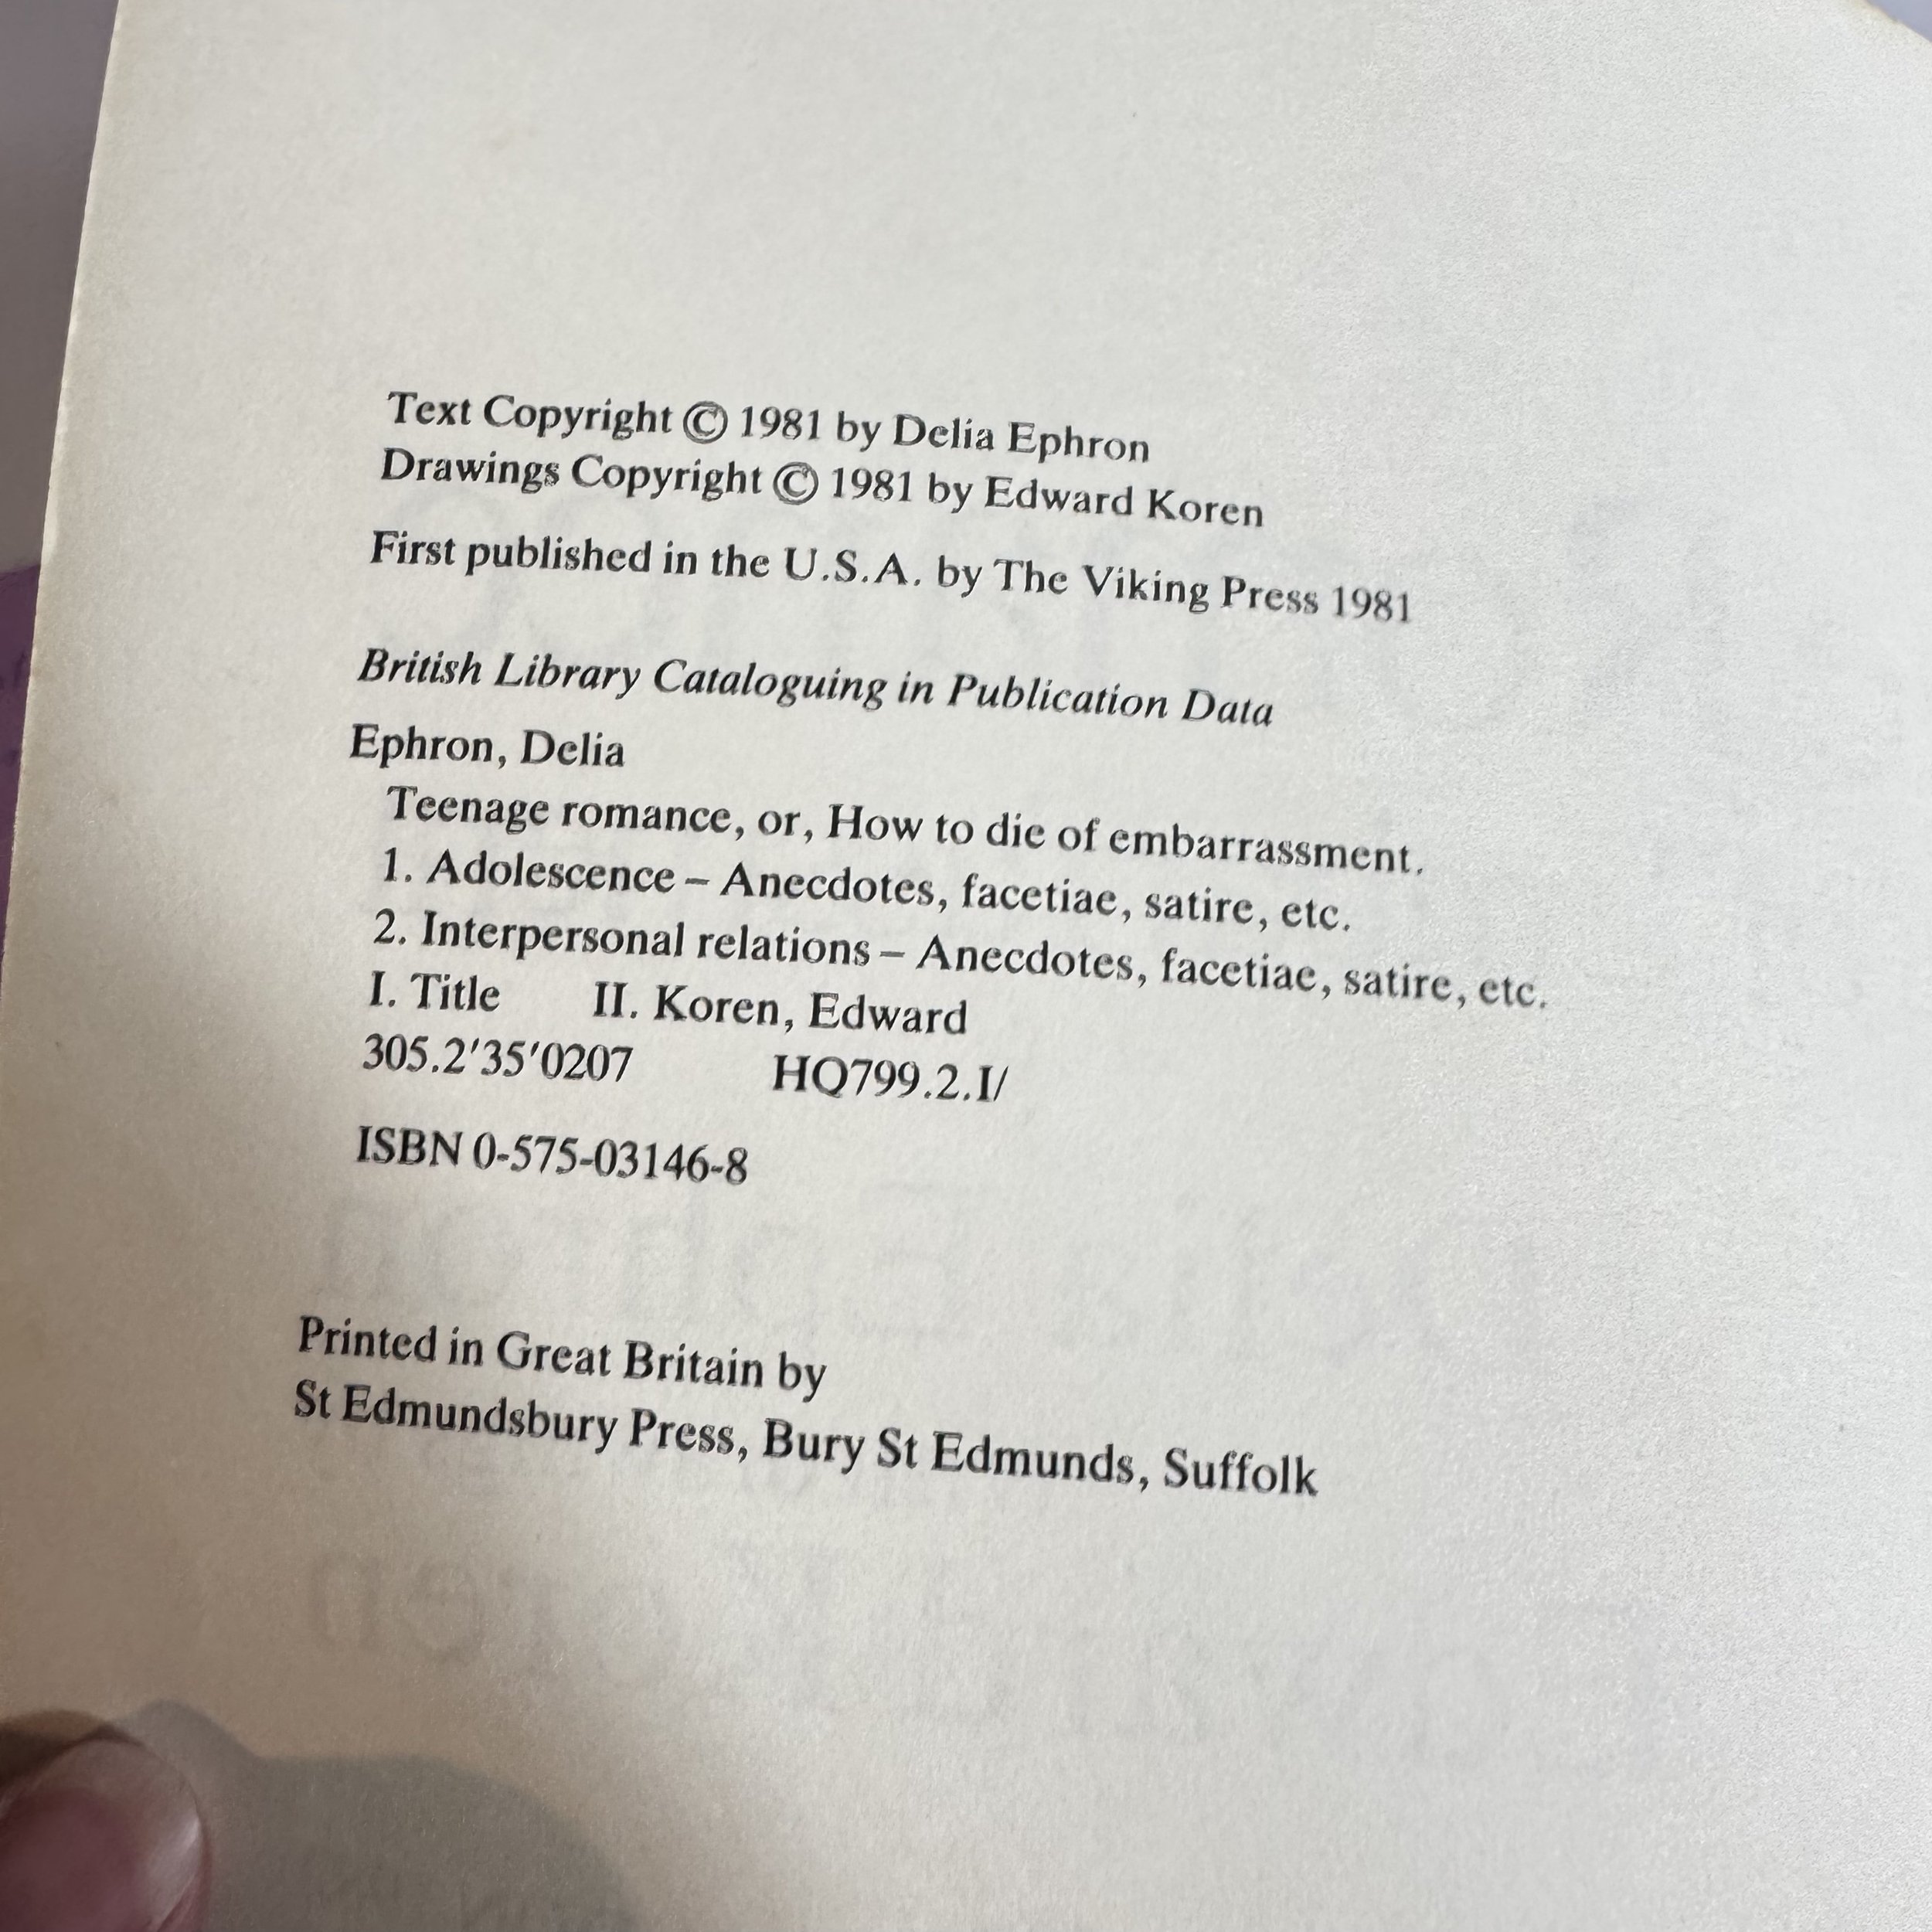 Text Copyright © 1981 by Delia Ephron
Drawings Copyright © 1981 by Edward Koren
First published in the U.S.A. by The Viking Press 1981
British Library Cataloguing in Publication Data
Ephron, Delia
Teenage romance, or, How to die of embarrassment.
1. Adolescence – Anecdotes, facetiae, satire, etc.
2. Interpersonal relations – Anecdotes, facetiae, satire, etc.
I. Title II. Koren, Edward
305.2′35′0207 HQ799.2.I/
ISBN 0-575-03146-8
Printed in Great Britain by
St Edmundsbury Press, Bury St Edmunds, Suffolk